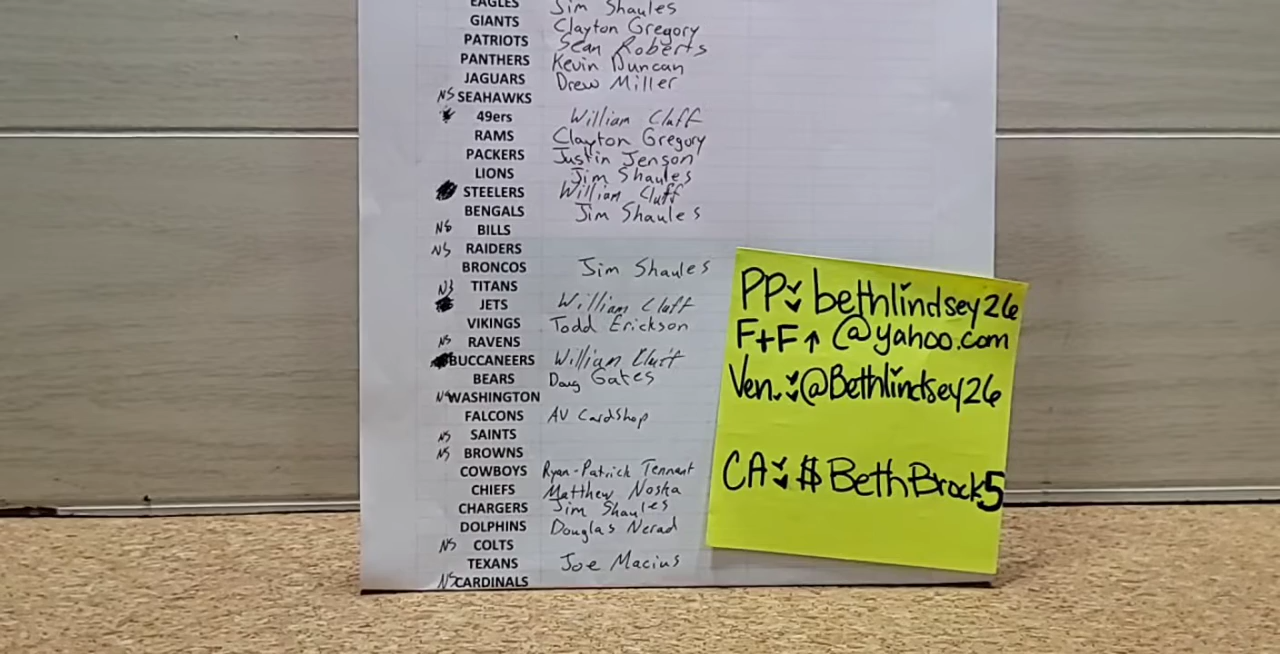 EAGLES Jim Shaules
GIANTS Clayton Gregory
PATRIOTS Sean Roberts
PANTHERS Kevin Duncan
JAGUARS Drew Miller
NS SEAHAWKS
49ers William Cluff
RAMS Clayton Gregory
PACKERS Justin Jenson
LIONS Jim Shaules
STEELERS William Cluff
BENGALS Jim Shaules
NS BILLS
NS RAIDERS
BRONCOS Jim Shaules
NS TITANS
JETS William Cluff
VIKINGS Todd Erickson
NS RAVENS
BUCCANEERS William Cluff
BEARS Doug Gates
NS WASHINGTON
FALCONS AV CardShop
NS SAINTS
NS BROWNS
COWBOYS Ryan-Patrick Tennant
CHIEFS Matthew Noska
CHARGERS Jim Shaules
DOLPHINS Douglas Nerad
NS COLTS
TEXANS Joe Macius
NS CARDINALS
PP: bethlindsey26
F+F↑ @yahoo.com
Ven.: @Bethlindsey26
CA: $BethBrock5